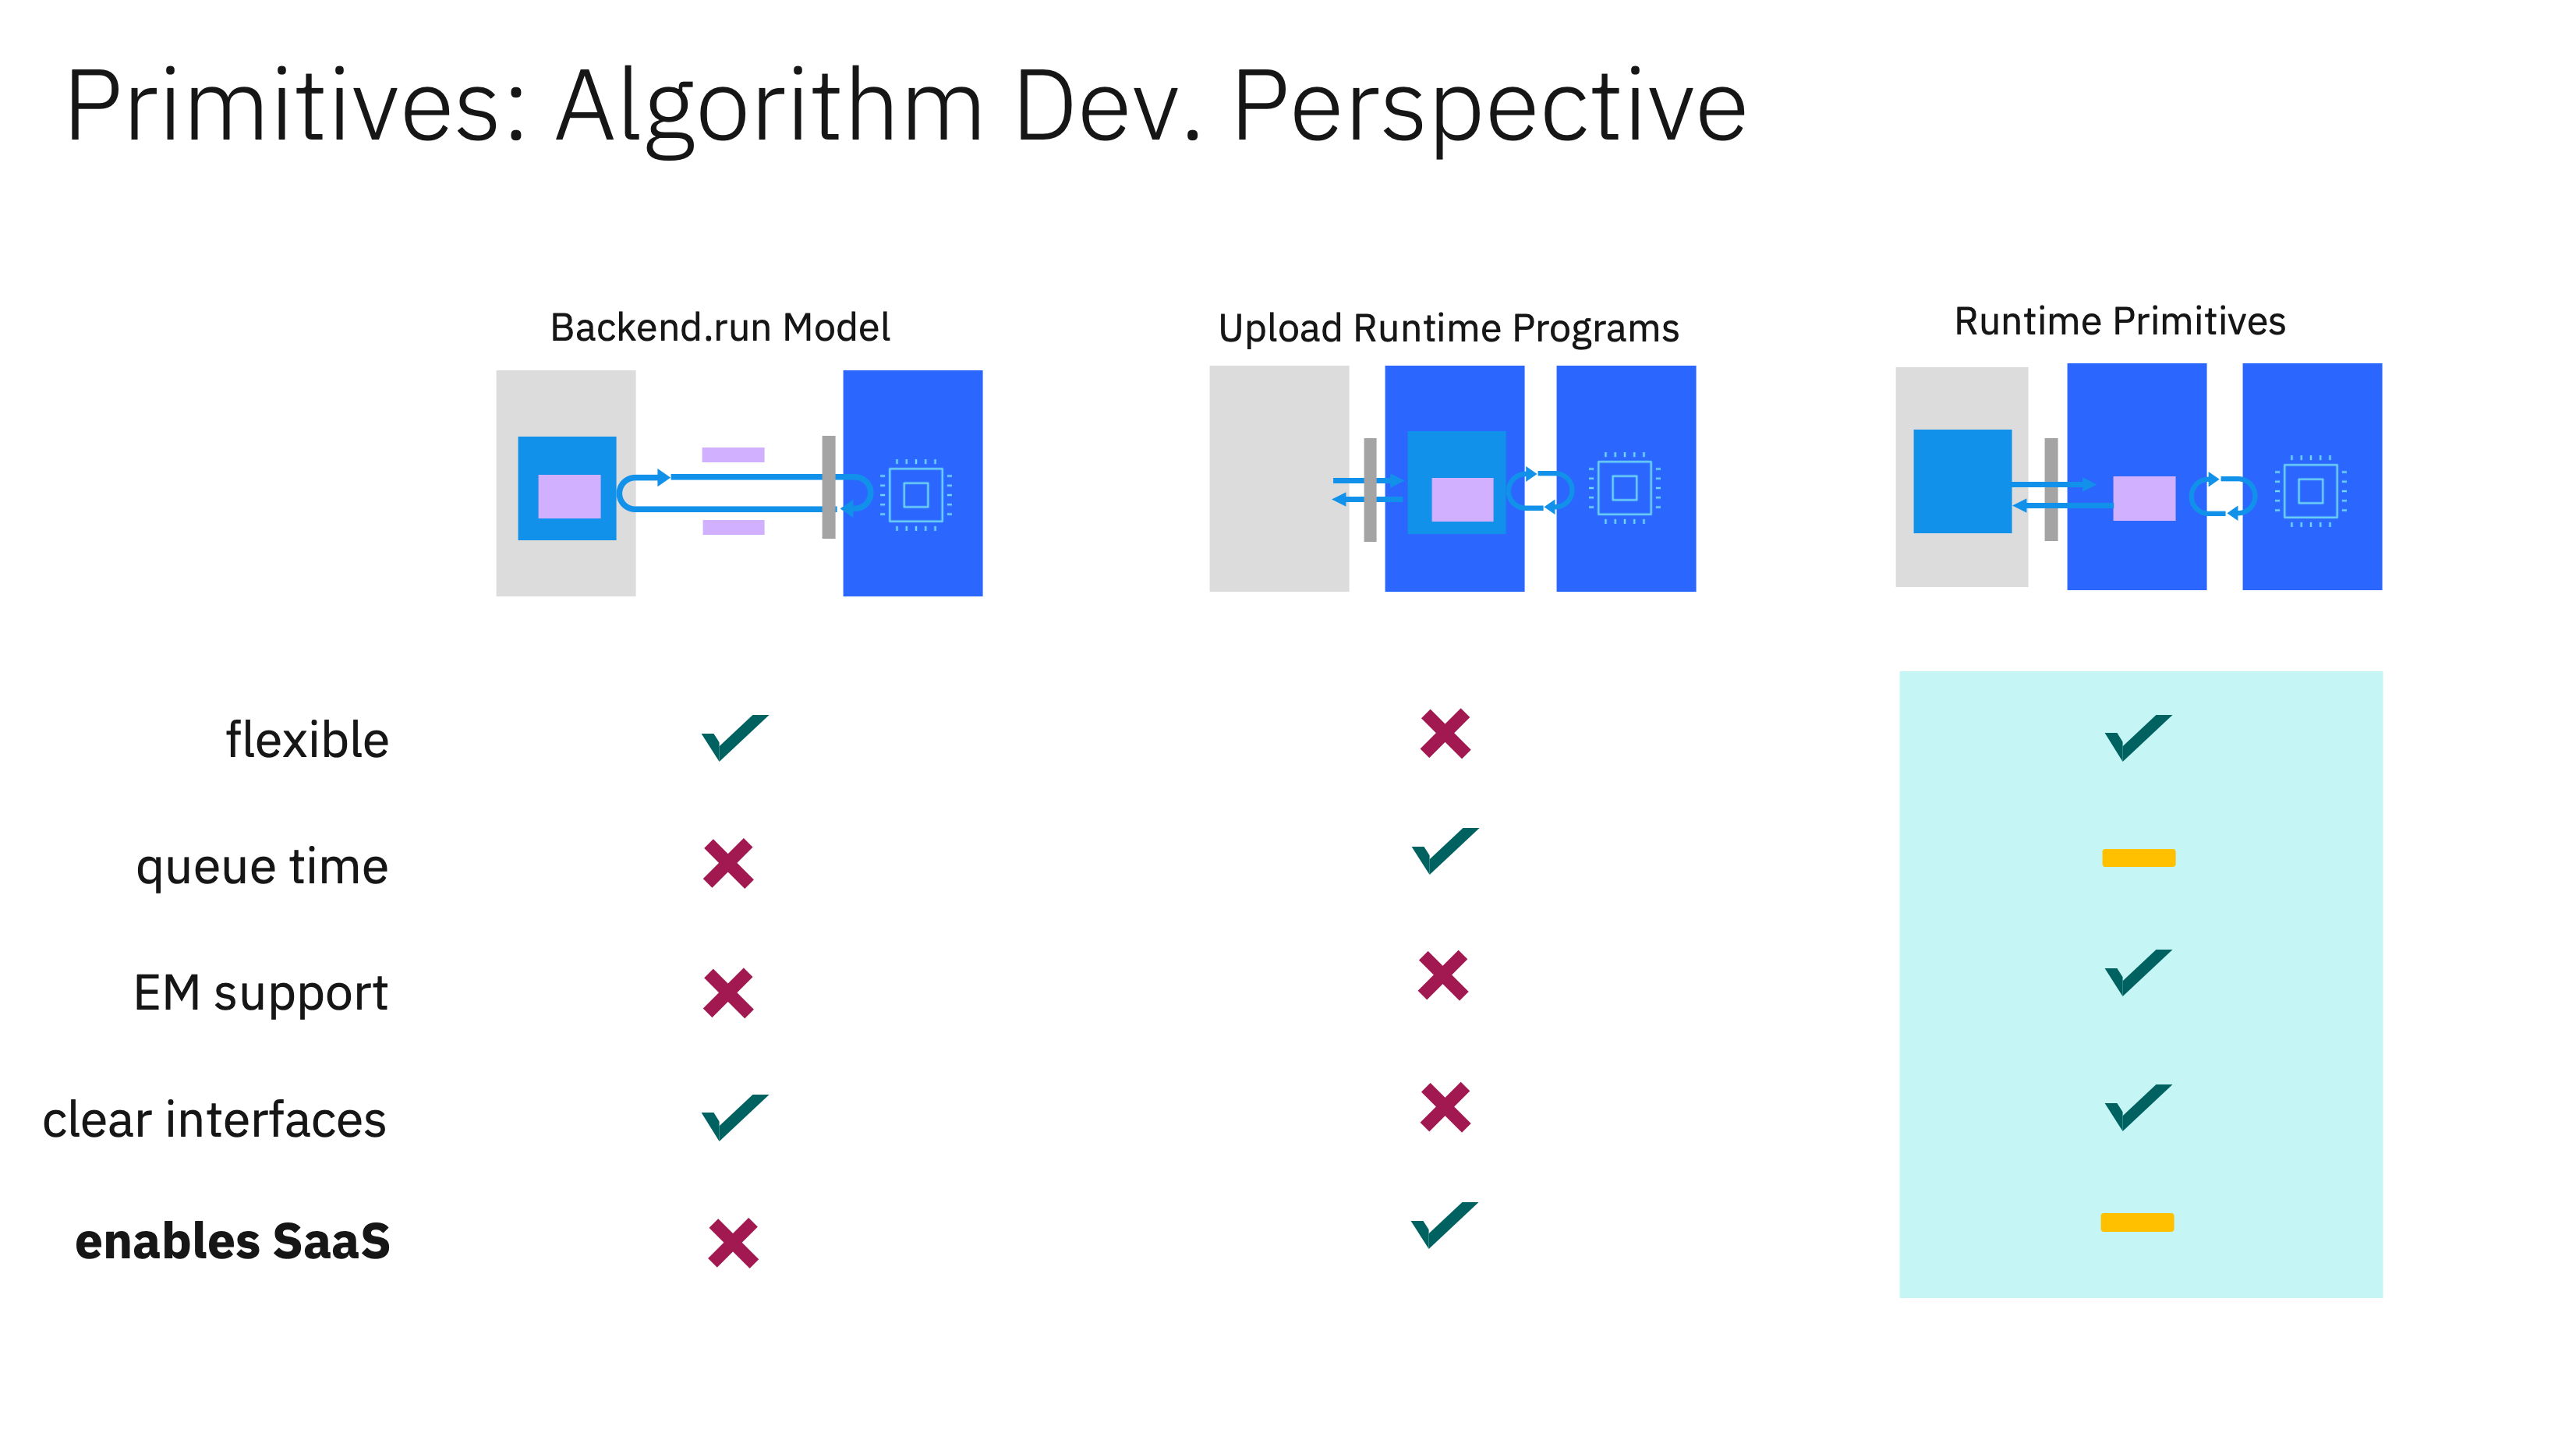 Primitives: Algorithm Dev. Perspective
Backend.run Model
Upload Runtime Programs
Runtime Primitives
flexible
queue time
EM support
clear interfaces
enables SaaS